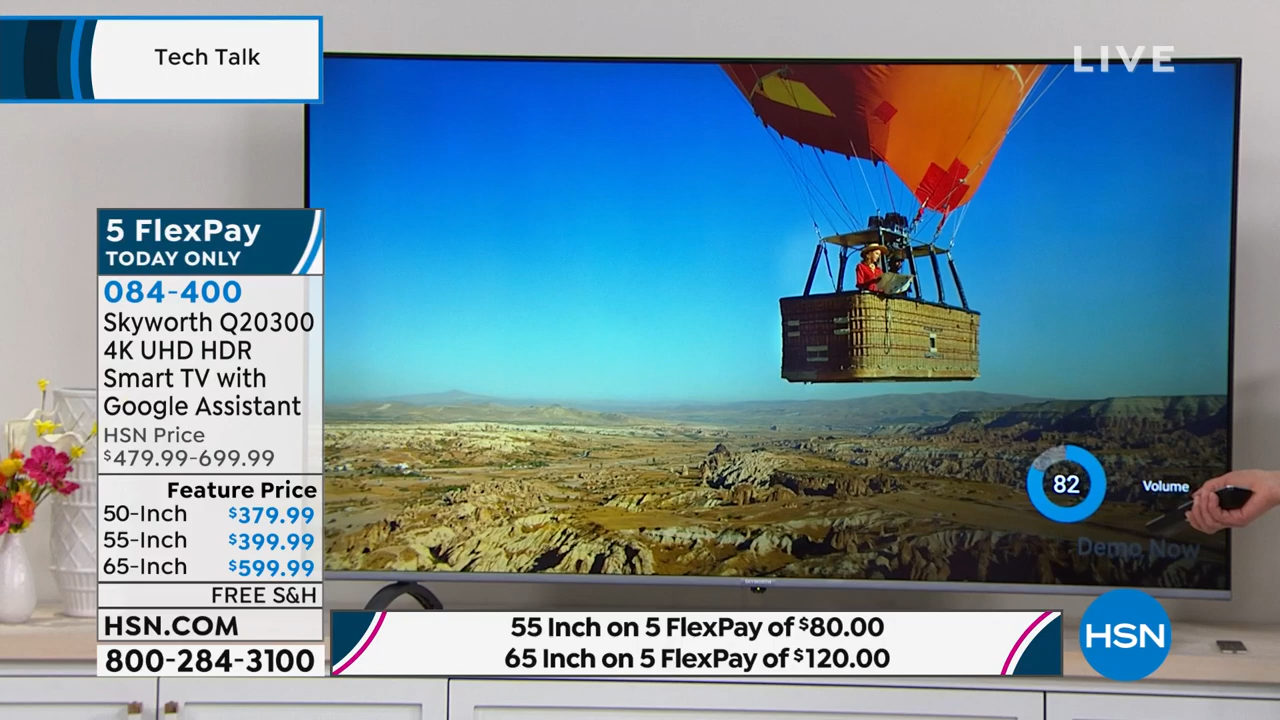 Tech Talk
LIVE
5 FlexPay
TODAY ONLY
084-400
Skyworth Q20300
4K UHD HDR
Smart TV with
Google Assistant
HSN Price
$479.99-699.99
Feature Price
50-Inch $379.99
55-Inch $399.99
65-Inch $599.99
FREE S&H
HSN.COM
800-284-3100
82 Volume
Demo Now
55 Inch on 5 FlexPay of $80.00
65 Inch on 5 FlexPay of $120.00
HSN